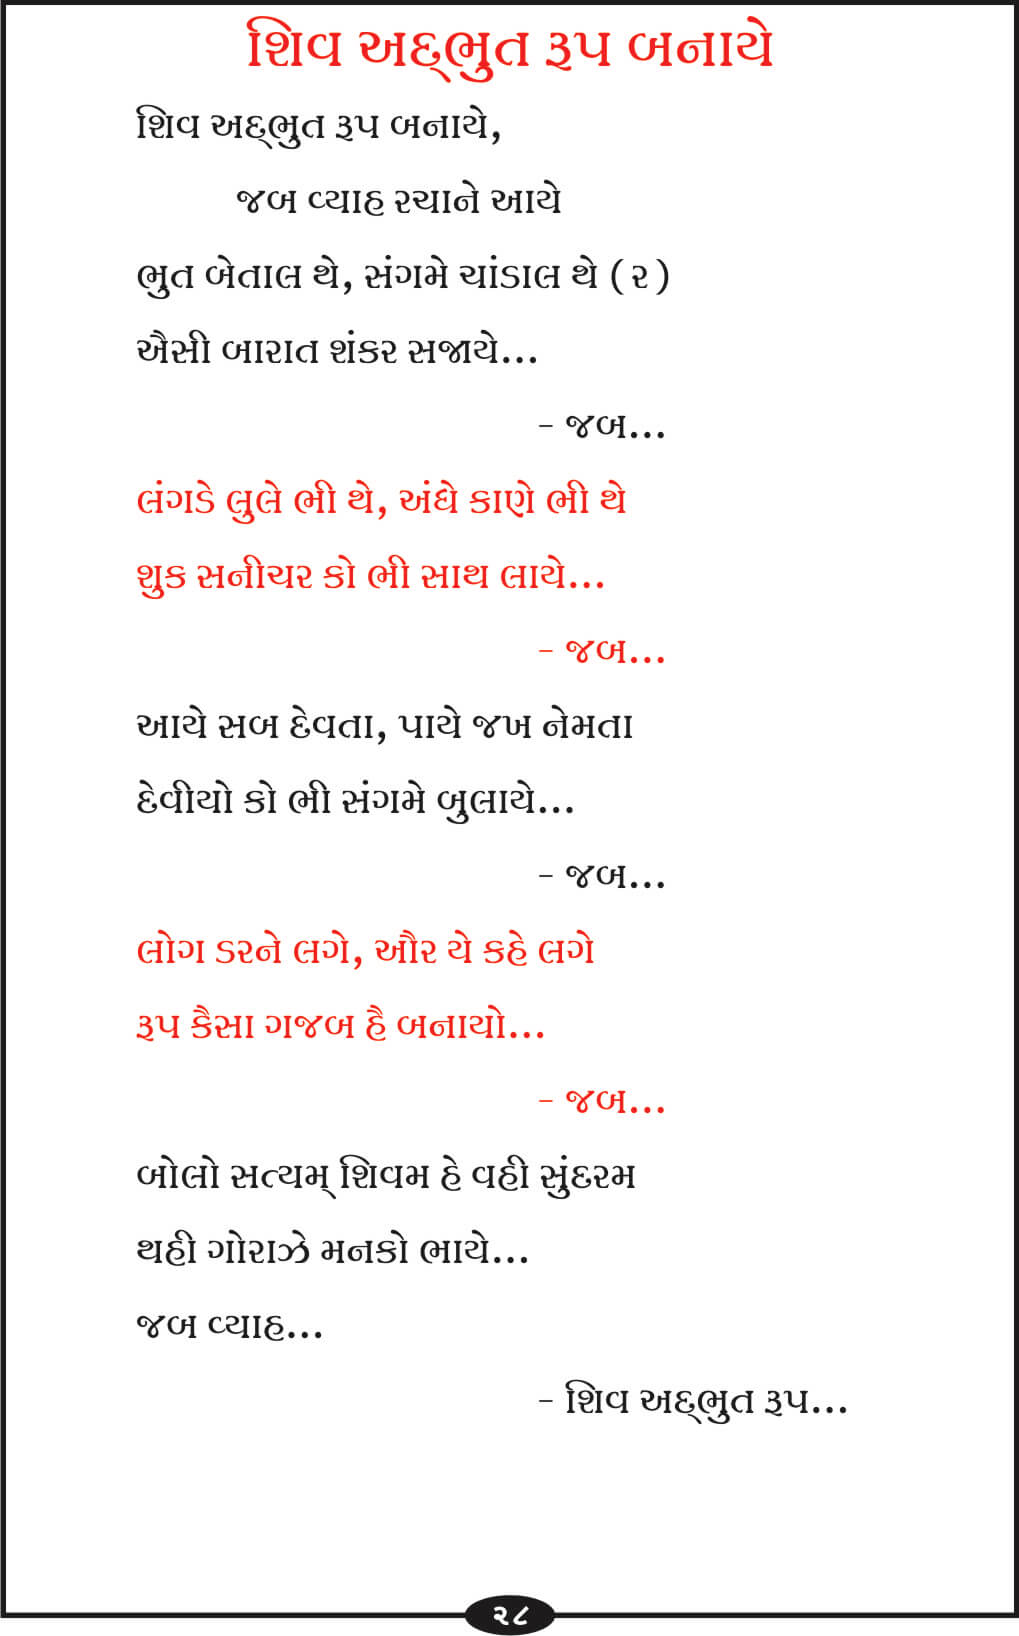 શિવ અદ્‌ભુત રૂપ બનાયે
શિવ અદ્‌ભુત રૂપ બનાયે,
જબ વ્યાહ રચાને આયે
ભુત બેતાલ થે, સંગમે ચાંડાલ થે (ર)
ઐસી બારાત શંકર સજાયે...
- જબ...
લંગડે લુલે ભી થે, અંધે કાણે ભી થે
શુક સનીચર કો ભી સાથ લાયે...
- જબ...
આયે સબ દેવતા, પાયે જખ નેમતા
દેવીયો કો ભી સંગમે બુલાયે...
- જબ...
લોગ ડરને લગે, ઔર યે કહે લગે
રૂપ કૈસા ગજબ હૈ બનાયો...
- જબ...
બોલો સત્યમ્ શિવમ હે વહી સુંદરમ
થહી ગોરાઝે મનકો ભાયે...
જબ વ્યાહ...
- શિવ અદ્‌ભુત રૂપ...
૨૮